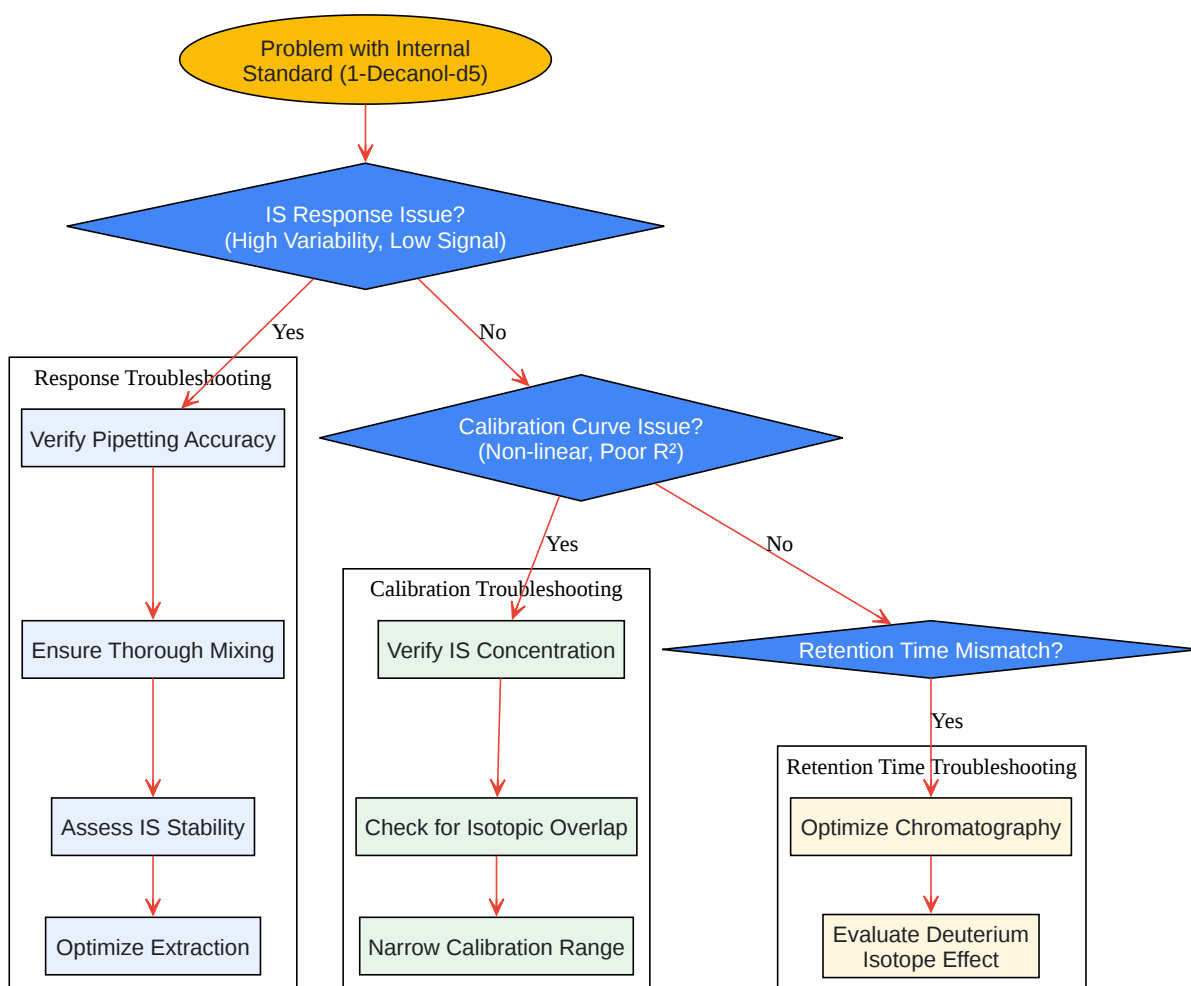 Problem with Internal
Standard (1-Decanol-d5)
IS Response Issue?
(High Variability, Low Signal)
Yes
No
Response Troubleshooting
Verify Pipetting Accuracy
Ensure Thorough Mixing
Assess IS Stability
Optimize Extraction
Calibration Curve Issue?
(Non-linear, Poor R²)
Yes
No
Calibration Troubleshooting
Verify IS Concentration
Check for Isotopic Overlap
Narrow Calibration Range
Retention Time Mismatch?
Yes
Retention Time Troubleshooting
Optimize Chromatography
Evaluate Deuterium
Isotope Effect